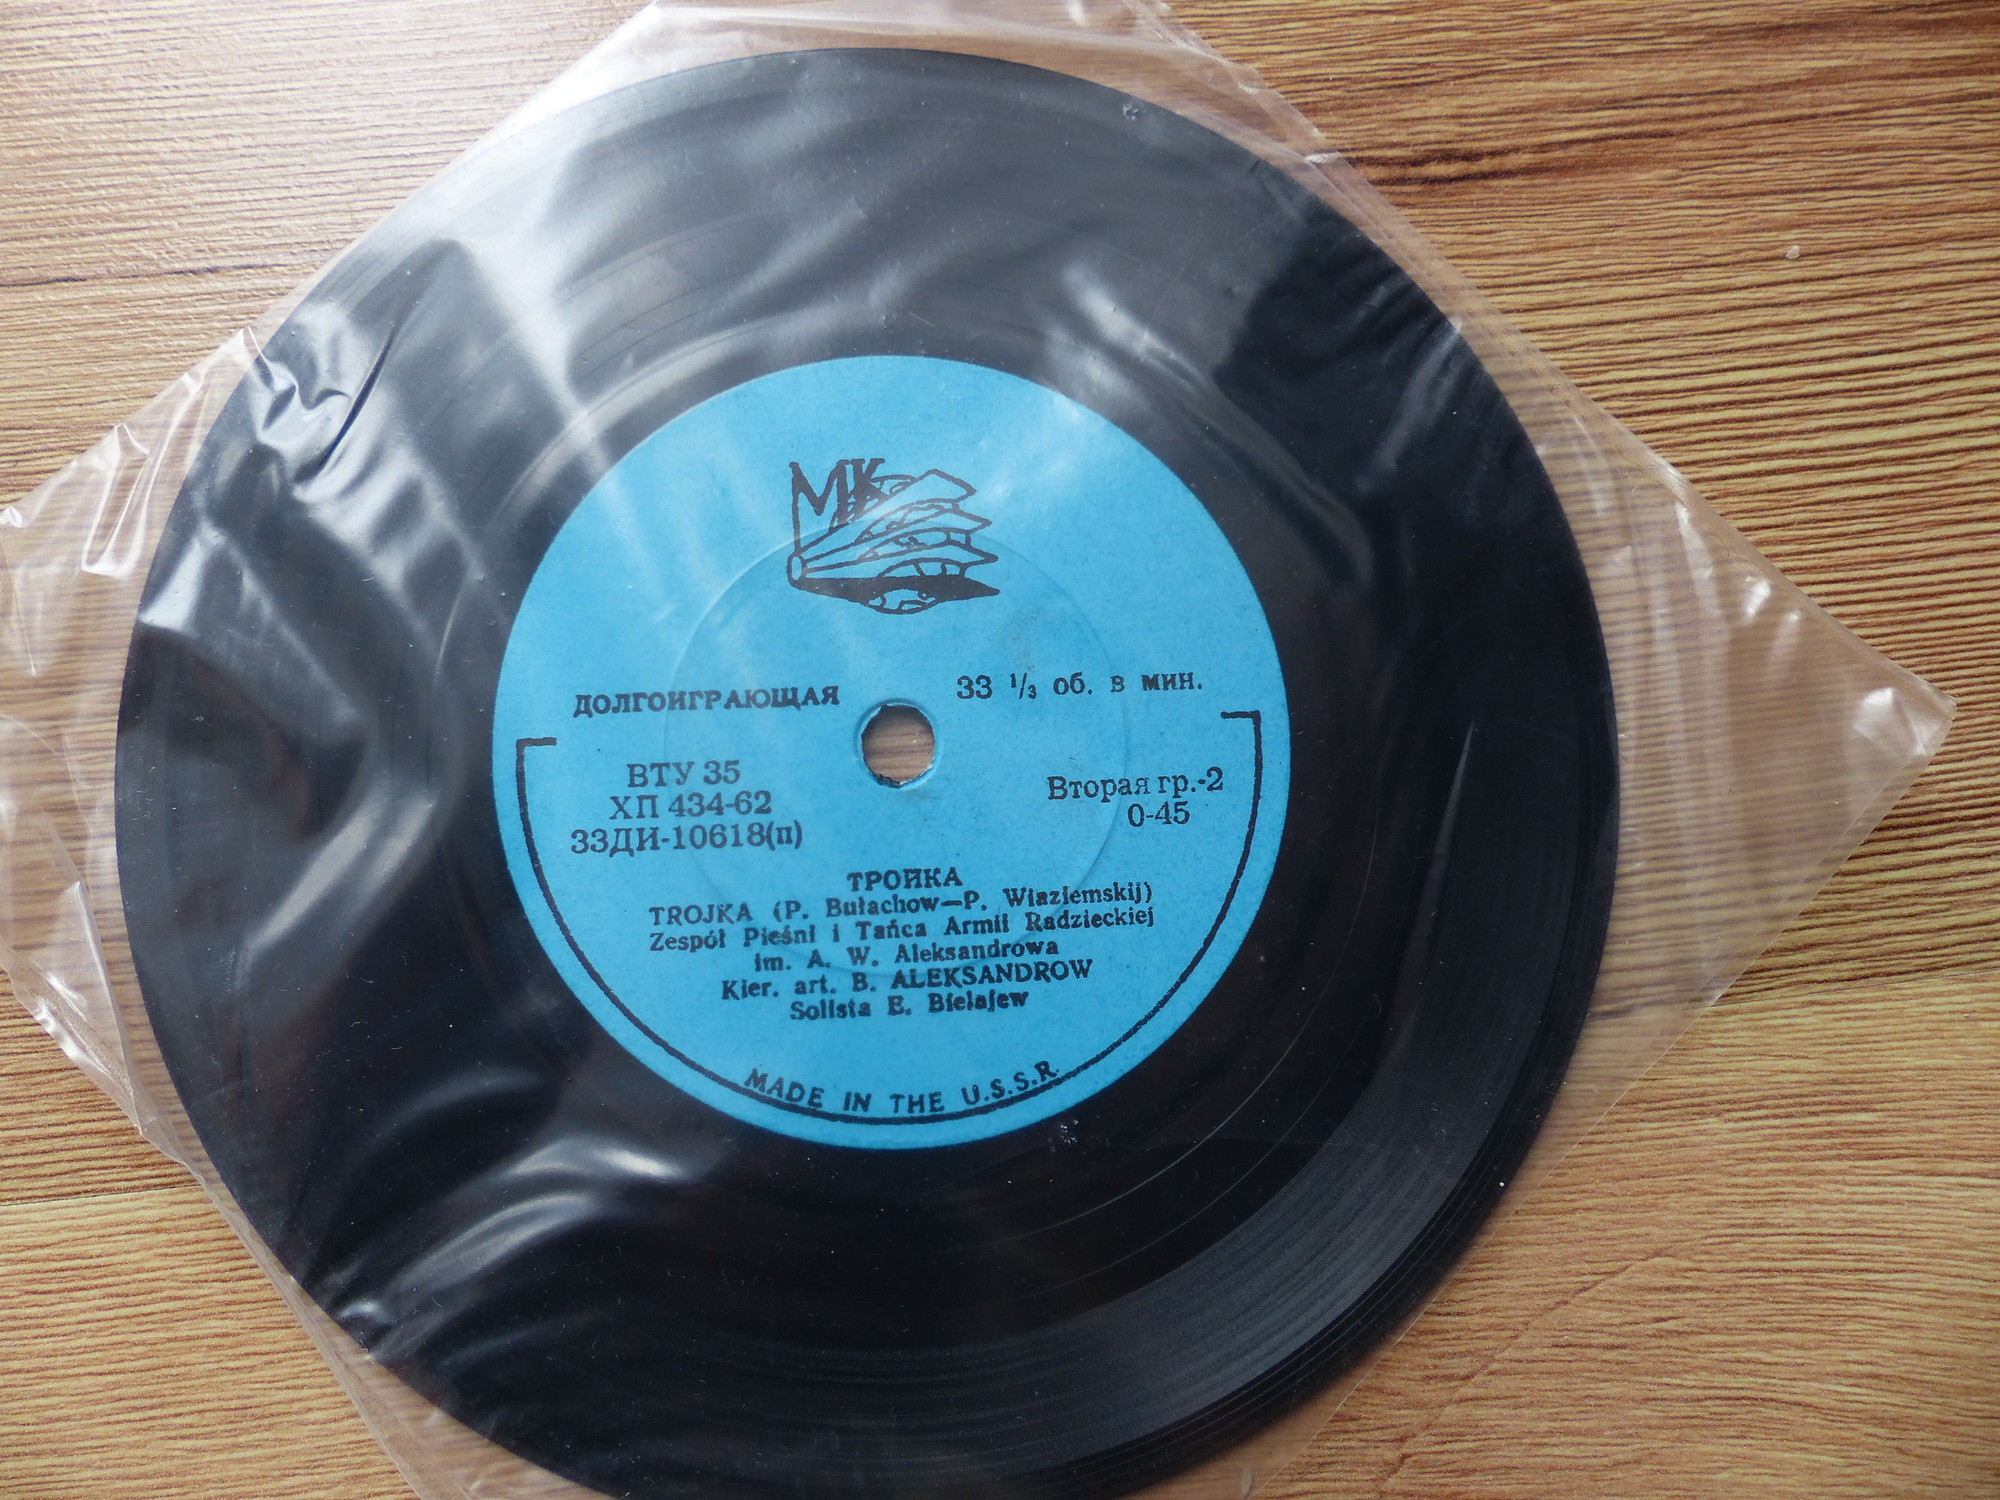 МК
ДОЛГОИГРАЮЩАЯ 33 1/3 об. в мин.
ВТУ 35
ХП 434-62
33ДИ-10618(п)
Вторая гр.-2
0-45
ТРОЙКА
TROJKA (P. Bułachow—P. Wiaziemskij)
Zespół Pieśni i Tańca Armii Radzieckiej
im. A. W. Aleksandrowa
Kier. art. B. ALEKSANDROW
Solista E. Bielajew
MADE IN THE U.S.S.R.